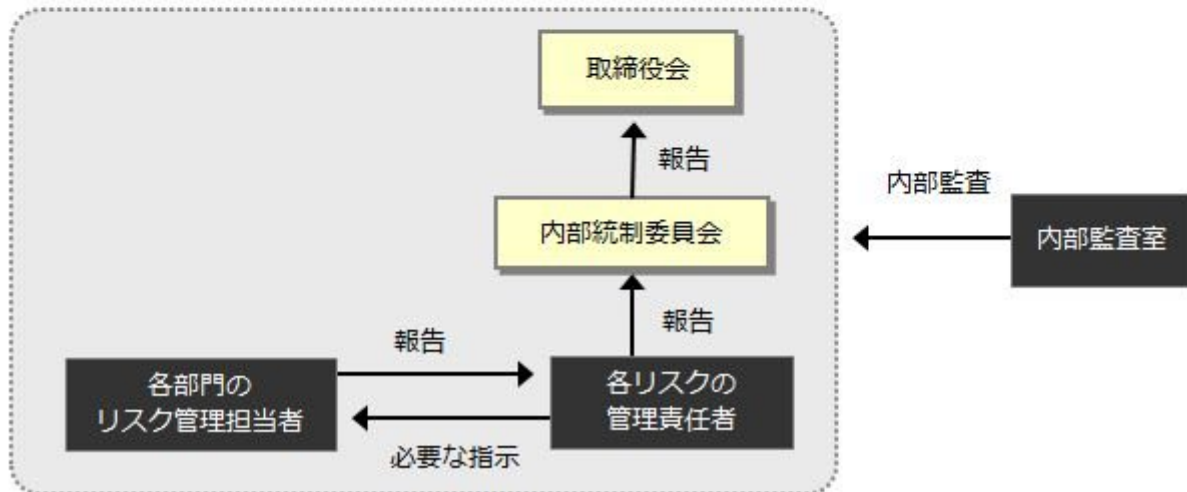 取締役会
報告
内部監査
内部統制委員会
内部監査室
報告
報告
各部門の
リスク管理担当者
各リスクの
管理責任者
必要な指示